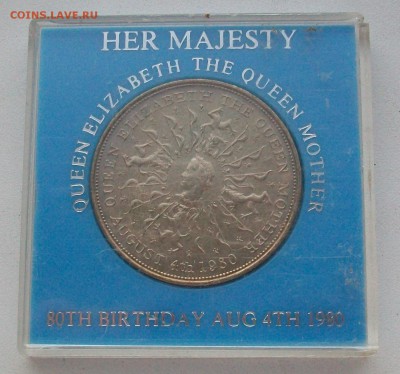 COINS.LAVE.RU
HER MAJESTY
QUEEN ELIZABETH THE QUEEN MOTHER
QUEEN ELIZABETH THE QUEEN MOTHER
AUGUST 4th 1980
80TH BIRTHDAY AUG 4TH 1980